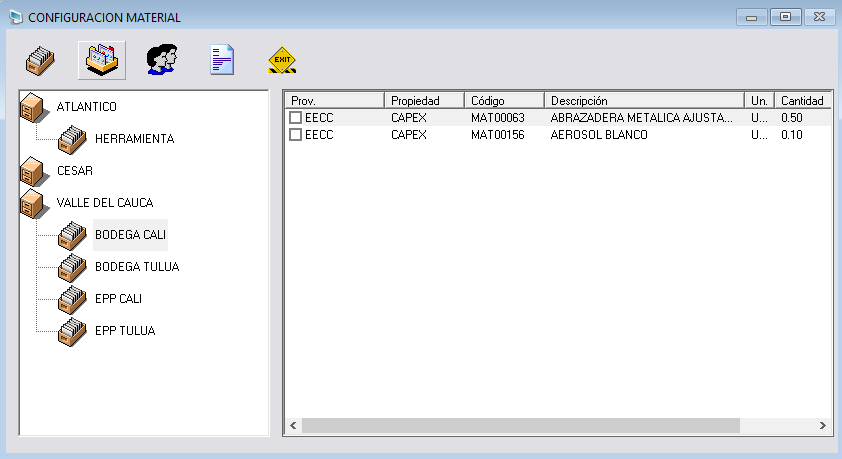 CONFIGURACION MATERIAL
EXIT
ATLANTICO
HERRAMIENTA
CESAR
VALLE DEL CAUCA
BODEGA CALI
BODEGA TULUA
EPP CALI
EPP TULUA
Prov. Propiedad Código Descripción Un. Cantidad
EECC CAPEX MAT00063 ABRAZADERA METALICA AJUSTA... U... 0.50
EECC CAPEX MAT00156 AEROSOL BLANCO U... 0.10